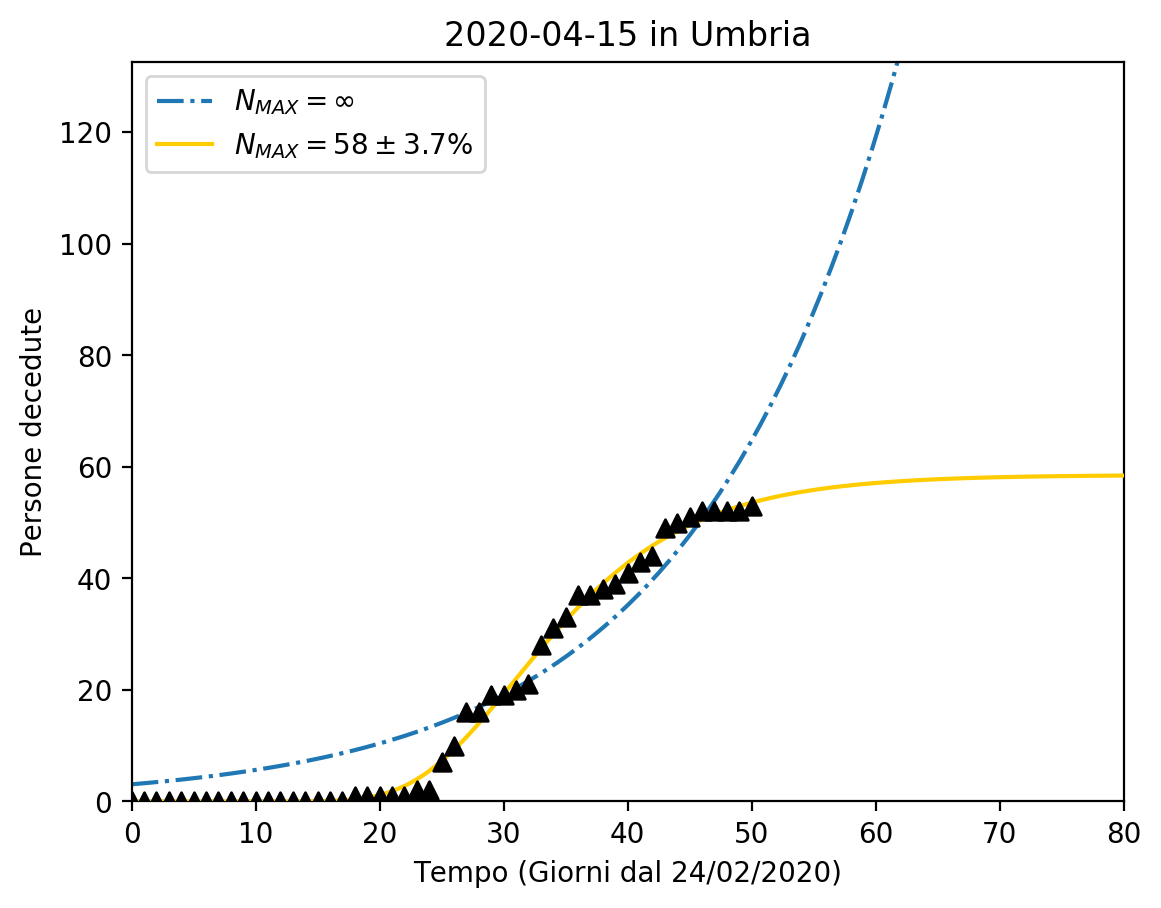 2020-04-15 in Umbria
N_MAX = ∞
N_MAX = 58 ± 3.7%
Persone decedute
120
100
80
60
40
20
0
0 10 20 30 40 50 60 70 80
Tempo (Giorni dal 24/02/2020)